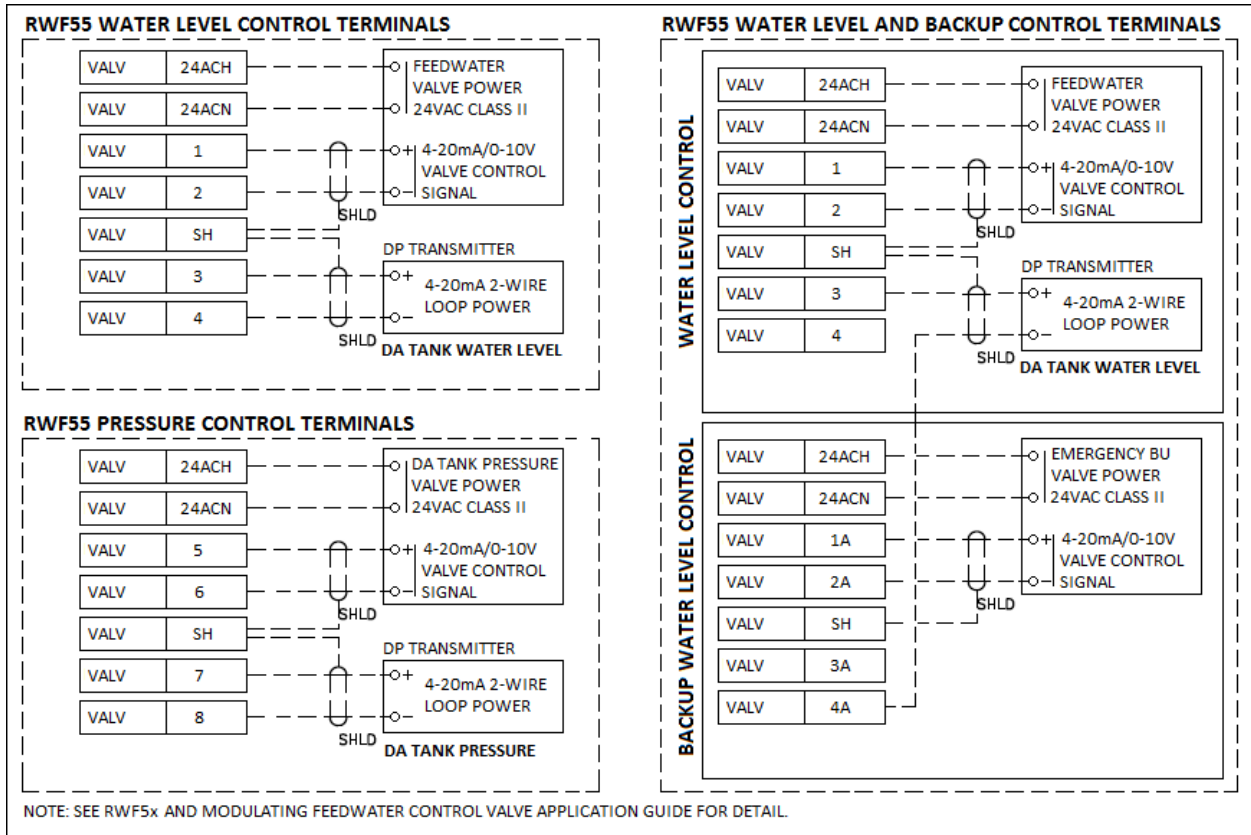 RWF55 WATER LEVEL CONTROL TERMINALS
VALV 24ACH
VALV 24ACN
VALV 1
VALV 2
VALV SH
VALV 3
VALV 4
FEEDWATER
VALVE POWER
24VAC CLASS II
+ 4-20mA/0-10V
VALVE CONTROL
- SIGNAL
SHLD
DP TRANSMITTER
+
4-20mA 2-WIRE
LOOP POWER
-
SHLD
DA TANK WATER LEVEL
RWF55 PRESSURE CONTROL TERMINALS
VALV 24ACH
VALV 24ACN
VALV 5
VALV 6
VALV SH
VALV 7
VALV 8
DA TANK PRESSURE
VALVE POWER
24VAC CLASS II
+ 4-20mA/0-10V
VALVE CONTROL
- SIGNAL
SHLD
DP TRANSMITTER
+
4-20mA 2-WIRE
LOOP POWER
-
SHLD
DA TANK PRESSURE
RWF55 WATER LEVEL AND BACKUP CONTROL TERMINALS
WATER LEVEL CONTROL
VALV 24ACH
VALV 24ACN
VALV 1
VALV 2
VALV SH
VALV 3
VALV 4
FEEDWATER
VALVE POWER
24VAC CLASS II
+ 4-20mA/0-10V
VALVE CONTROL
- SIGNAL
SHLD
DP TRANSMITTER
+
4-20mA 2-WIRE
LOOP POWER
-
SHLD
DA TANK WATER LEVEL
BACKUP WATER LEVEL CONTROL
VALV 24ACH
VALV 24ACN
VALV 1A
VALV 2A
VALV SH
VALV 3A
VALV 4A
EMERGENCY BU
VALVE POWER
24VAC CLASS II
+ 4-20mA/0-10V
VALVE CONTROL
- SIGNAL
SHLD
NOTE: SEE RWF5x AND MODULATING FEEDWATER CONTROL VALVE APPLICATION GUIDE FOR DETAIL.